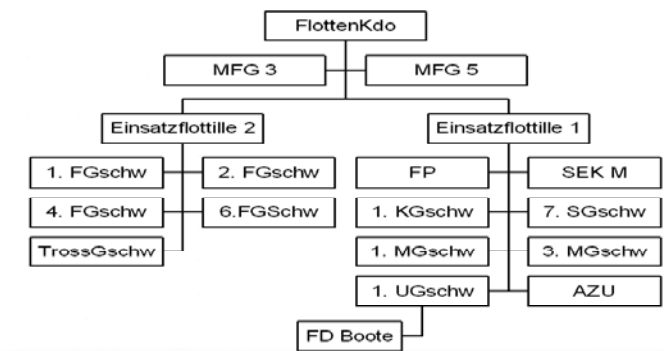 FlottenKdo
MFG 3
MFG 5
Einsatzflottille 2
Einsatzflottille 1
1. FGschw
2. FGschw
FP
SEK M
4. FGschw
6.FGSchw
1. KGschw
7. SGschw
TrossGschw
1. MGschw
3. MGschw
1. UGschw
AZU
FD Boote